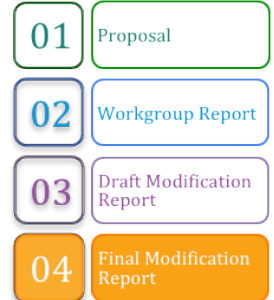 01
Proposal
02
Workgroup Report
03
Draft Modification
Report
04
Final Modification
Report